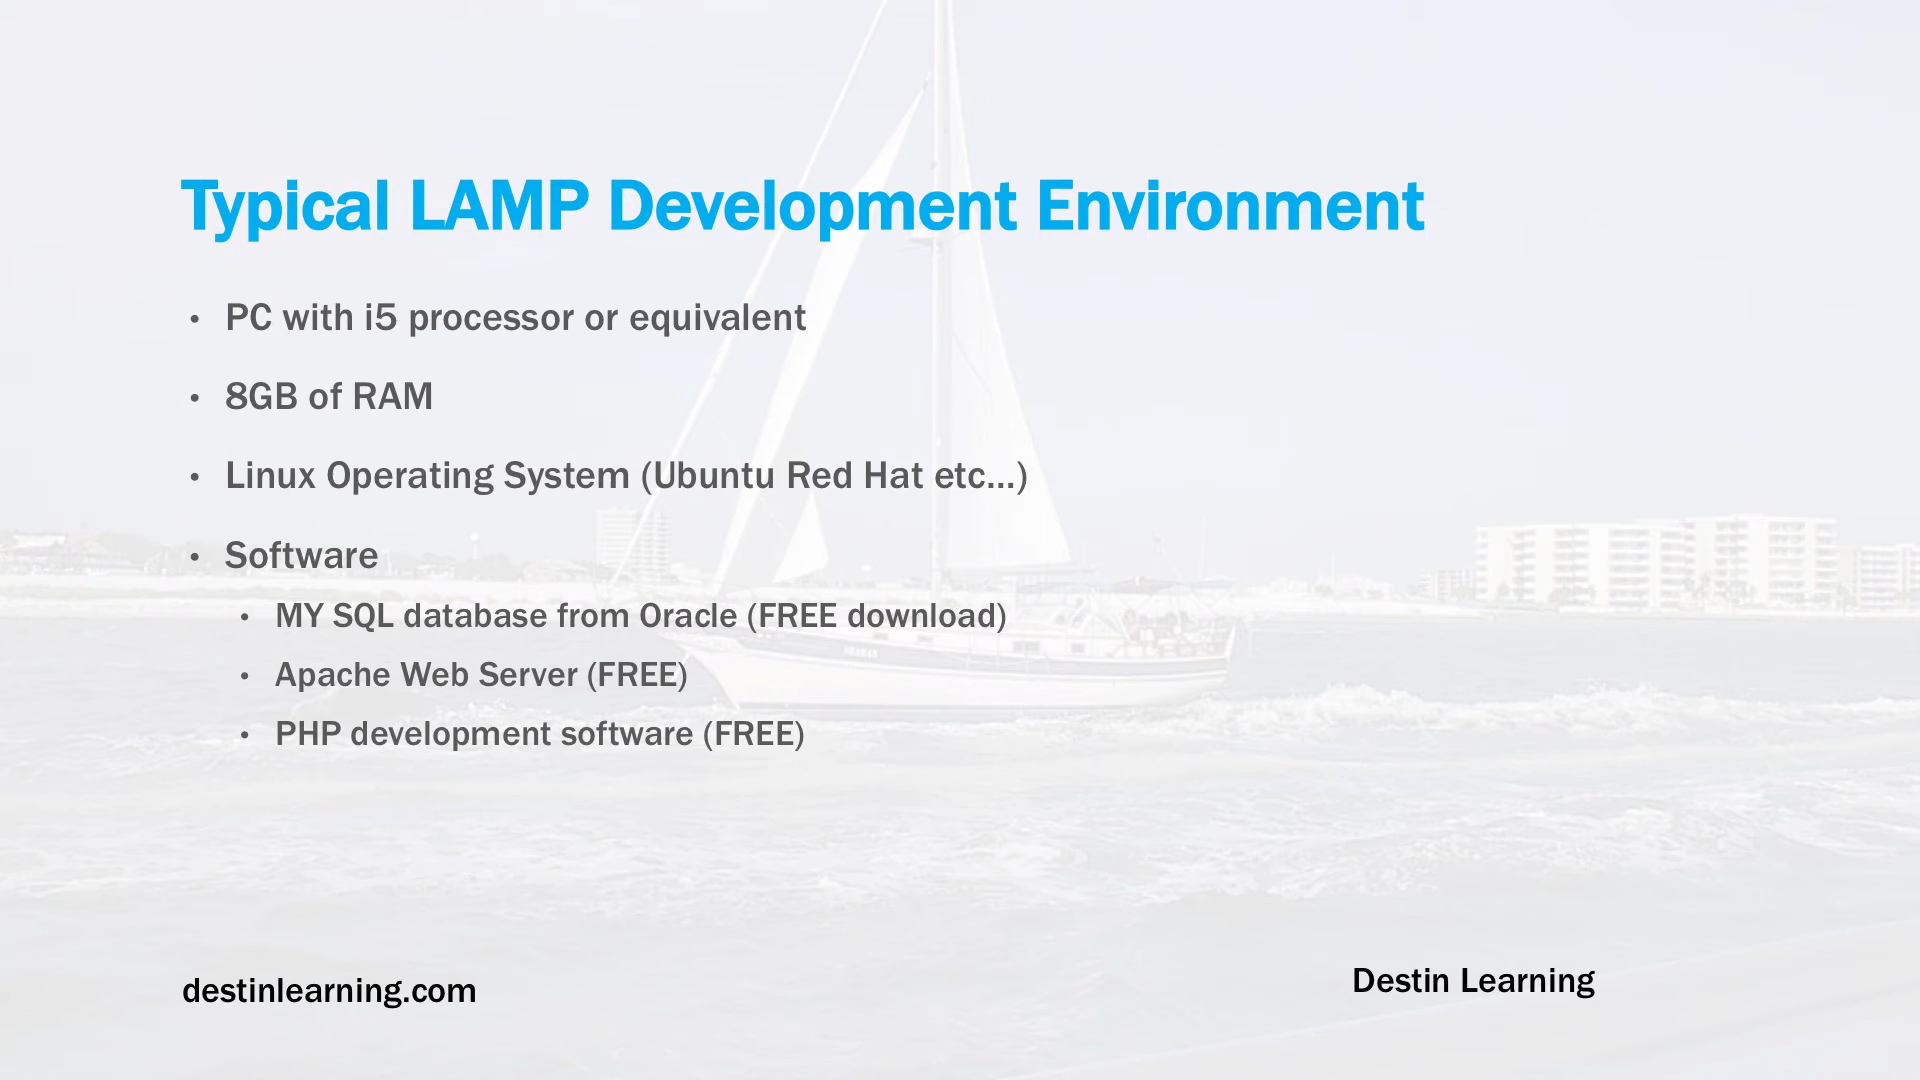 Typical LAMP Development Environment
• PC with i5 processor or equivalent
• 8GB of RAM
• Linux Operating System (Ubuntu Red Hat etc...)
• Software
• MY SQL database from Oracle (FREE download)
• Apache Web Server (FREE)
• PHP development software (FREE)
destinlearning.com
Destin Learning